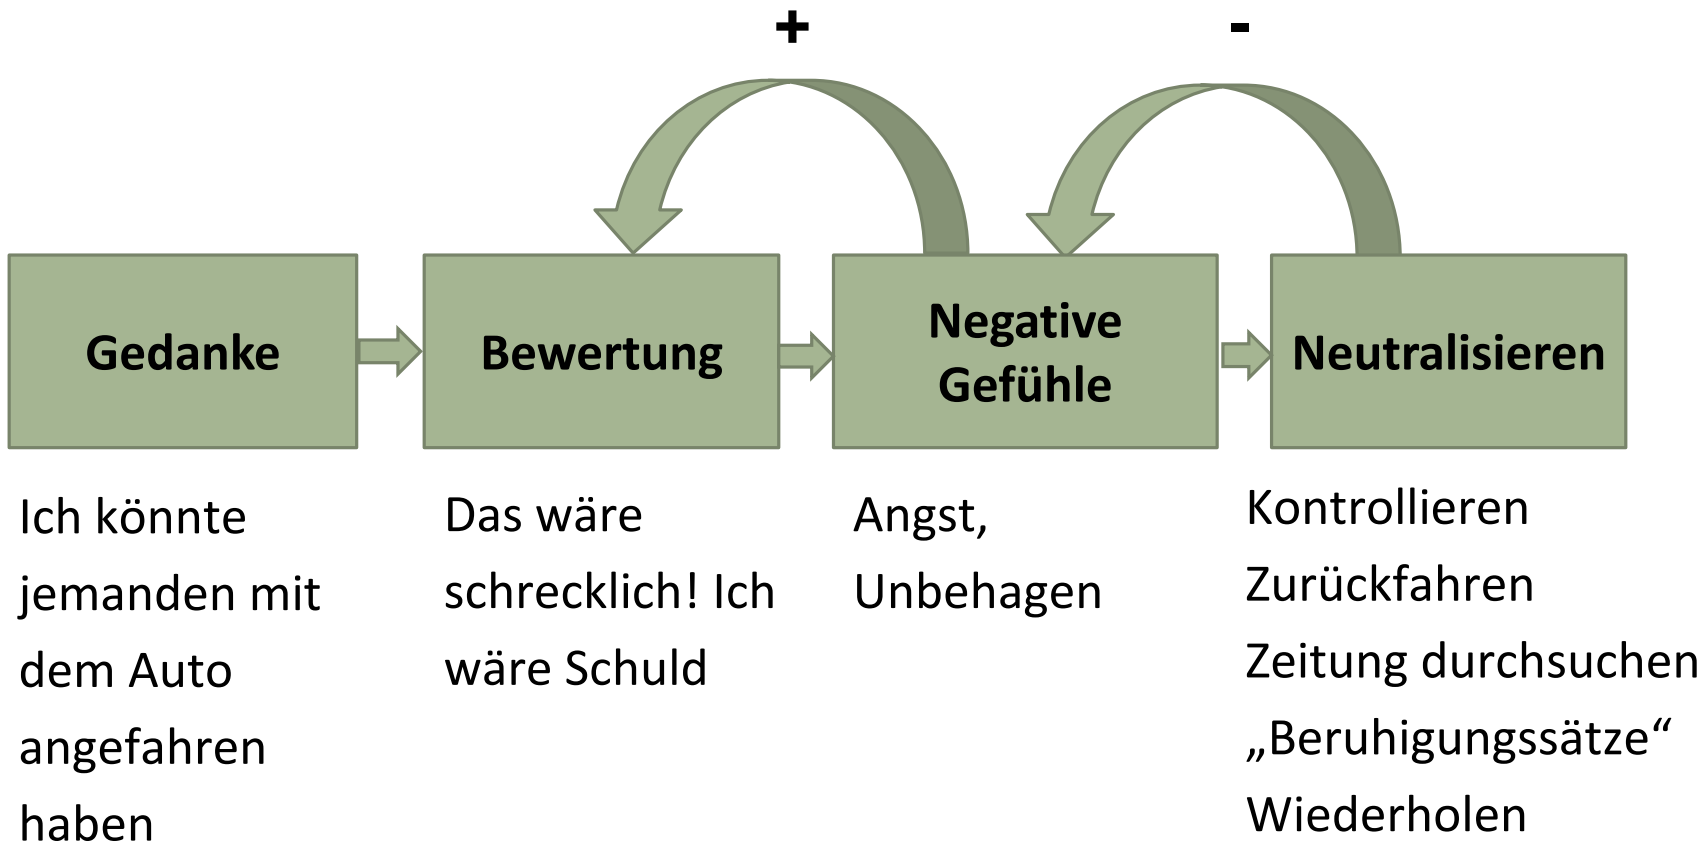 +
-
Gedanke
Bewertung
Negative
Gefühle
Neutralisieren
Ich könnte
jemanden mit
dem Auto
angefahren
haben
Das wäre
schrecklich! Ich
wäre Schuld
Angst,
Unbehagen
Kontrollieren
Zurückfahren
Zeitung durchsuchen
„Beruhigungssätze“
Wiederholen